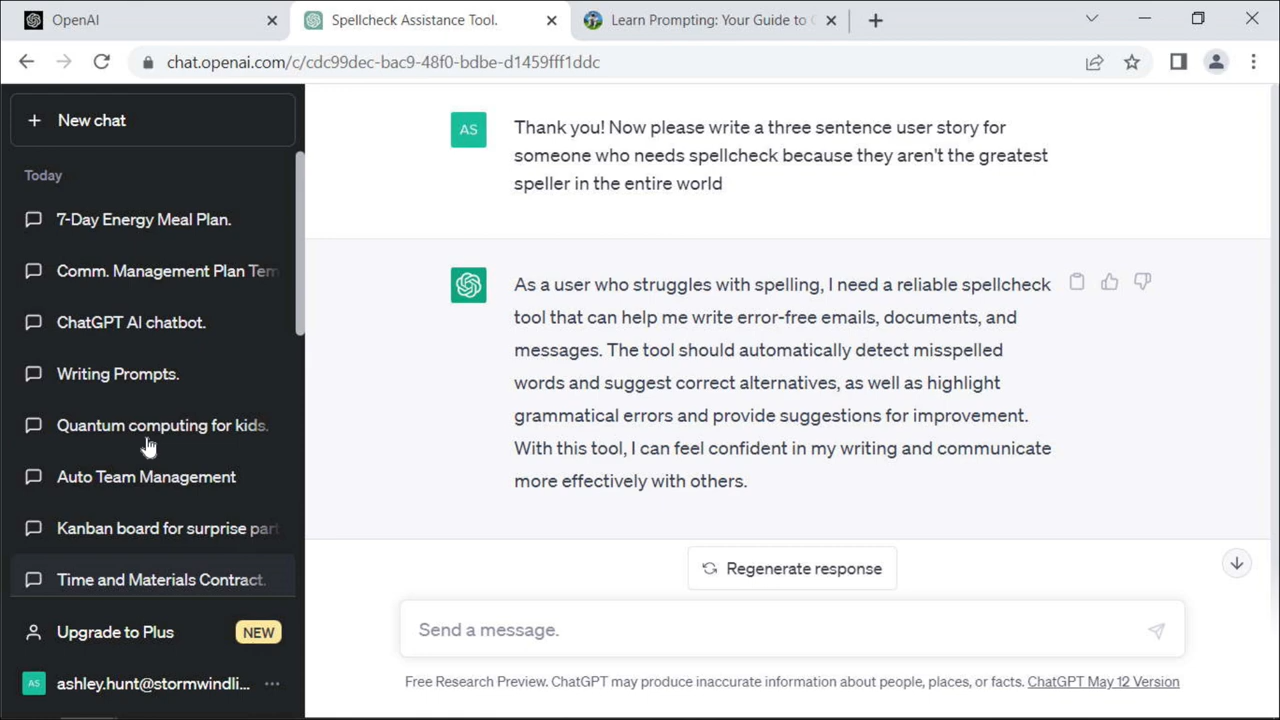 OpenAI
Spellcheck Assistance Tool.
Learn Prompting: Your Guide to
chat.openai.com/c/cdc99dec-bac9-48f0-bdbe-d1459fff1ddc
New chat
Today
7-Day Energy Meal Plan.
Comm. Management Plan Tem
ChatGPT AI chatbot.
Writing Prompts.
Quantum computing for kids.
Auto Team Management
Kanban board for surprise part
Time and Materials Contract.
Upgrade to Plus
NEW
AS
ashley.hunt@stormwindli...
AS
Thank you! Now please write a three sentence user story for
someone who needs spellcheck because they aren't the greatest
speller in the entire world
As a user who struggles with spelling, I need a reliable spellcheck
tool that can help me write error-free emails, documents, and
messages. The tool should automatically detect misspelled
words and suggest correct alternatives, as well as highlight
grammatical errors and provide suggestions for improvement.
With this tool, I can feel confident in my writing and communicate
more effectively with others.
Regenerate response
Send a message.
Free Research Preview. ChatGPT may produce inaccurate information about people, places, or facts. ChatGPT May 12 Version